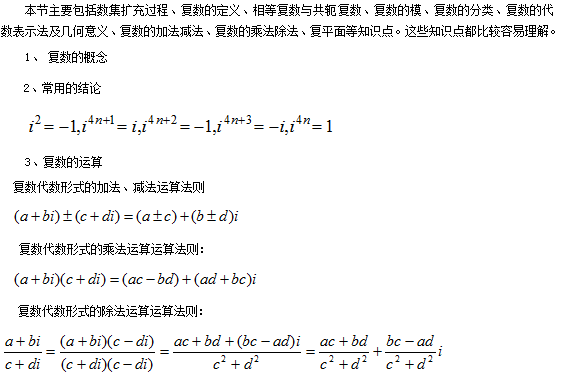 本节主要包括数集扩充过程、复数的定义、相等复数与共轭复数、复数的模、复数的分类、复数的代
数表示法及几何意义、复数的加法减法、复数的乘法除法、复平面等知识点。这些知识点都比较容易理解。
1、 复数的概念
2、常用的结论
i^2 = −1, i^{4n+1} = i, i^{4n+2} = −1, i^{4n+3} = −i, i^{4n} = 1
3、复数的运算
复数代数形式的加法、减法运算法则
(a + bi) ± (c + di) = (a ± c) + (b ± d)i
复数代数形式的乘法运算运算法则：
(a + bi)(c + di) = (ac − bd) + (ad + bc)i
复数代数形式的除法运算运算法则：
\frac{a + bi}{c + di} = \frac{(a + bi)(c − di)}{(c + di)(c − di)} = \frac{ac + bd + (bc − ad)i}{c^2 + d^2} = \frac{ac + bd}{c^2 + d^2} + \frac{bc − ad}{c^2 + d^2} i